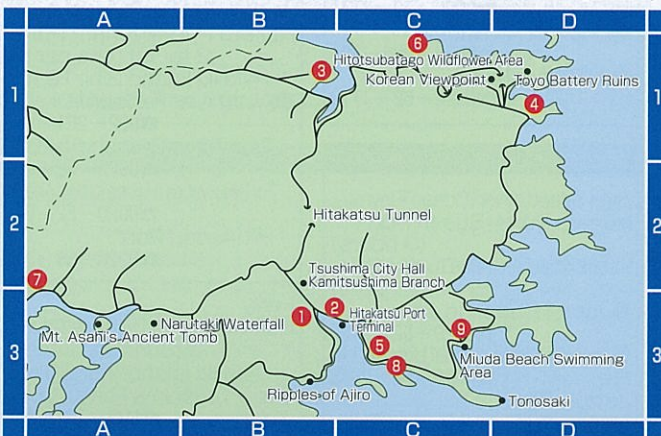 A B C D
6
Hitotsubatago Wildflower Area
3
Korean Viewpoint
Toyo Battery Ruins
1 1
4
2 2
Hitakatsu Tunnel
Tsushima City Hall
Kamitsushima Branch
7
1
2
Hitakatsu Port
Terminal
Narutaki Waterfall
Mt. Asahi's Ancient Tomb
9
5
3 3
Miuda Beach Swimming
Area
8
Ripples of Ajiro
Tonosaki
A B C D